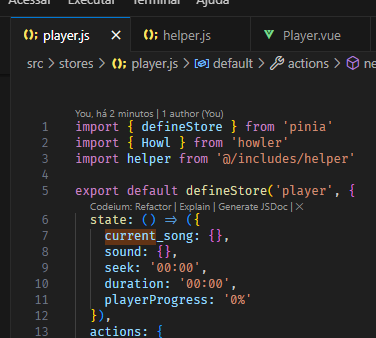 Acessar Executar Terminal Ajuda
player.js helper.js Player.vue
src > stores > player.js > default > actions > ne
You, há 2 minutos | 1 author (You)
1 import { defineStore } from 'pinia'
2 import { Howl } from 'howler'
3 import helper from '@/includes/helper'
4
5 export default defineStore('player', {
Codeium: Refactor | Explain | Generate JSDoc | ×
6 state: () => ({
7 current_song: {},
8 sound: {},
9 seek: '00:00',
10 duration: '00:00',
11 playerProgress: '0%'
12 }),
13 actions: {